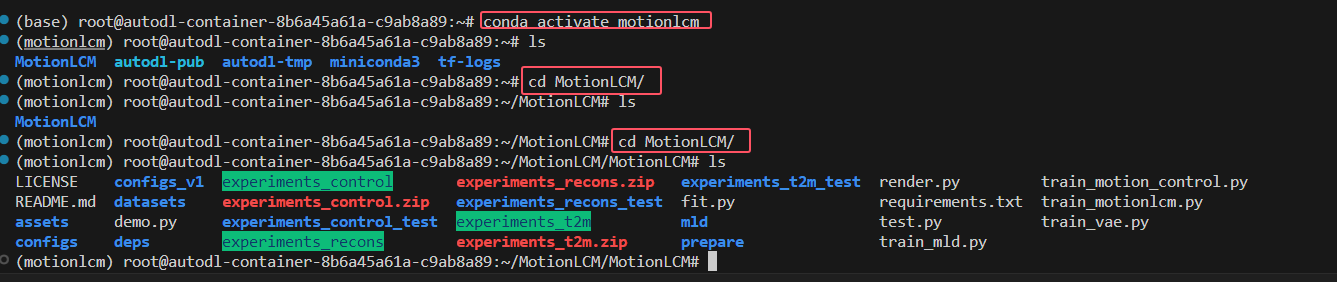 (base) root@autodl-container-8b6a45a61a-c9ab8a89:~# conda activate motionlcm
(motionlcm) root@autodl-container-8b6a45a61a-c9ab8a89:~# ls
MotionLCM autodl-pub autodl-tmp miniconda3 tf-logs
(motionlcm) root@autodl-container-8b6a45a61a-c9ab8a89:~# cd MotionLCM/
(motionlcm) root@autodl-container-8b6a45a61a-c9ab8a89:~/MotionLCM# ls
MotionLCM
(motionlcm) root@autodl-container-8b6a45a61a-c9ab8a89:~/MotionLCM# cd MotionLCM/
(motionlcm) root@autodl-container-8b6a45a61a-c9ab8a89:~/MotionLCM/MotionLCM# ls
LICENSE configs_v1 experiments_control experiments_recons.zip experiments_t2m_test render.py train_motion_control.py
README.md datasets experiments_control.zip experiments_recons_test fit.py requirements.txt train_motionlcm.py
assets demo.py experiments_control_test experiments_t2m mld test.py train_vae.py
configs deps experiments_recons experiments_t2m.zip prepare train_mld.py
(motionlcm) root@autodl-container-8b6a45a61a-c9ab8a89:~/MotionLCM/MotionLCM#